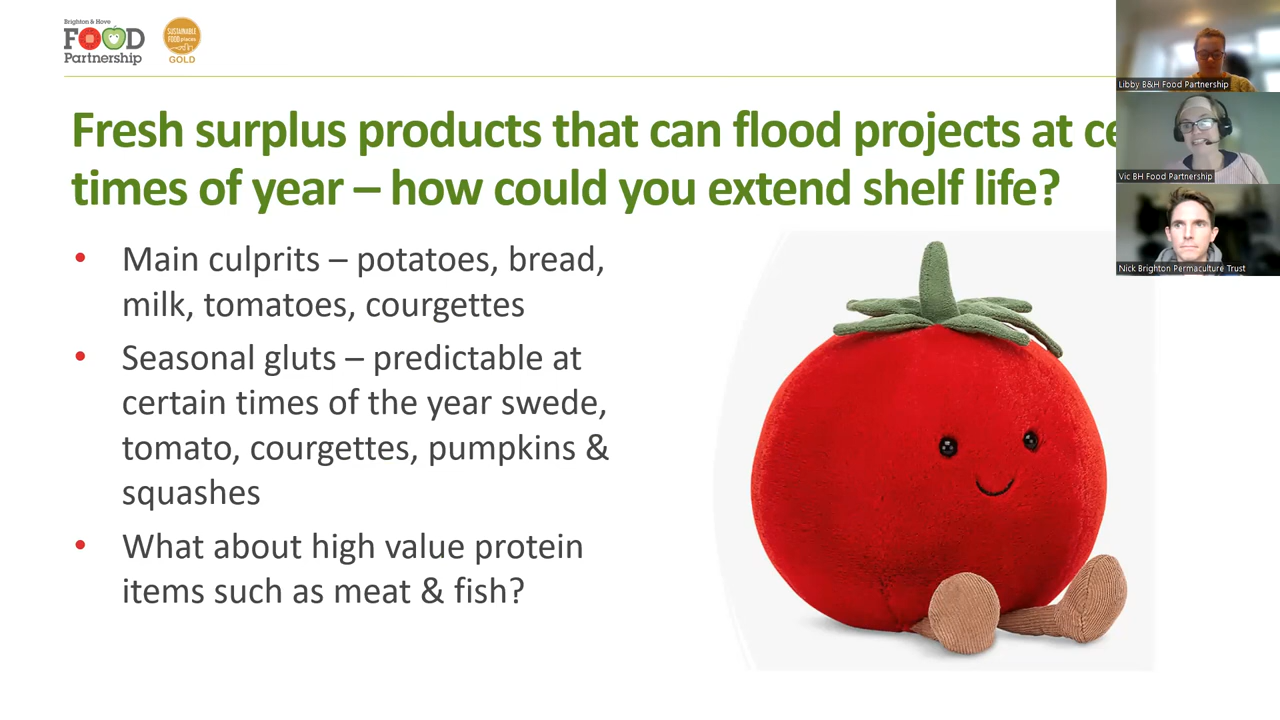 Brighton & Hove
FOOD
Partnership
SUSTAINABLE
FOOD places
GOLD
Fresh surplus products that can flood projects at ce
times of year – how could you extend shelf life?
• Main culprits – potatoes, bread,
milk, tomatoes, courgettes
• Seasonal gluts – predictable at
certain times of the year swede,
tomato, courgettes, pumpkins &
squashes
• What about high value protein
items such as meat & fish?
Libby B&H Food Partnership
Vic BH Food Partnership
Nick Brighton Permaculture Trust